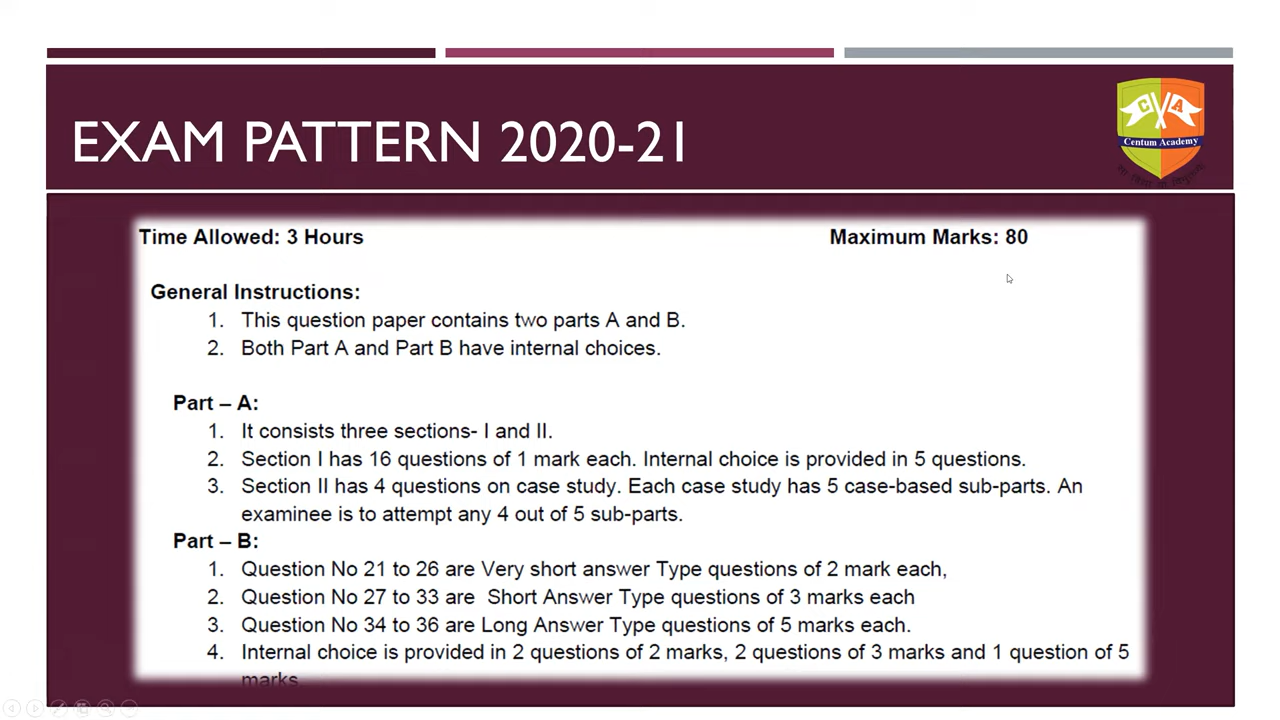 EXAM PATTERN 2020-21
C A
Centum Academy
Time Allowed: 3 Hours Maximum Marks: 80
General Instructions:
1. This question paper contains two parts A and B.
2. Both Part A and Part B have internal choices.
Part – A:
1. It consists three sections- I and II.
2. Section I has 16 questions of 1 mark each. Internal choice is provided in 5 questions.
3. Section II has 4 questions on case study. Each case study has 5 case-based sub-parts. An
examinee is to attempt any 4 out of 5 sub-parts.
Part – B:
1. Question No 21 to 26 are Very short answer Type questions of 2 mark each,
2. Question No 27 to 33 are Short Answer Type questions of 3 marks each
3. Question No 34 to 36 are Long Answer Type questions of 5 marks each.
4. Internal choice is provided in 2 questions of 2 marks, 2 questions of 3 marks and 1 question of 5
marks.